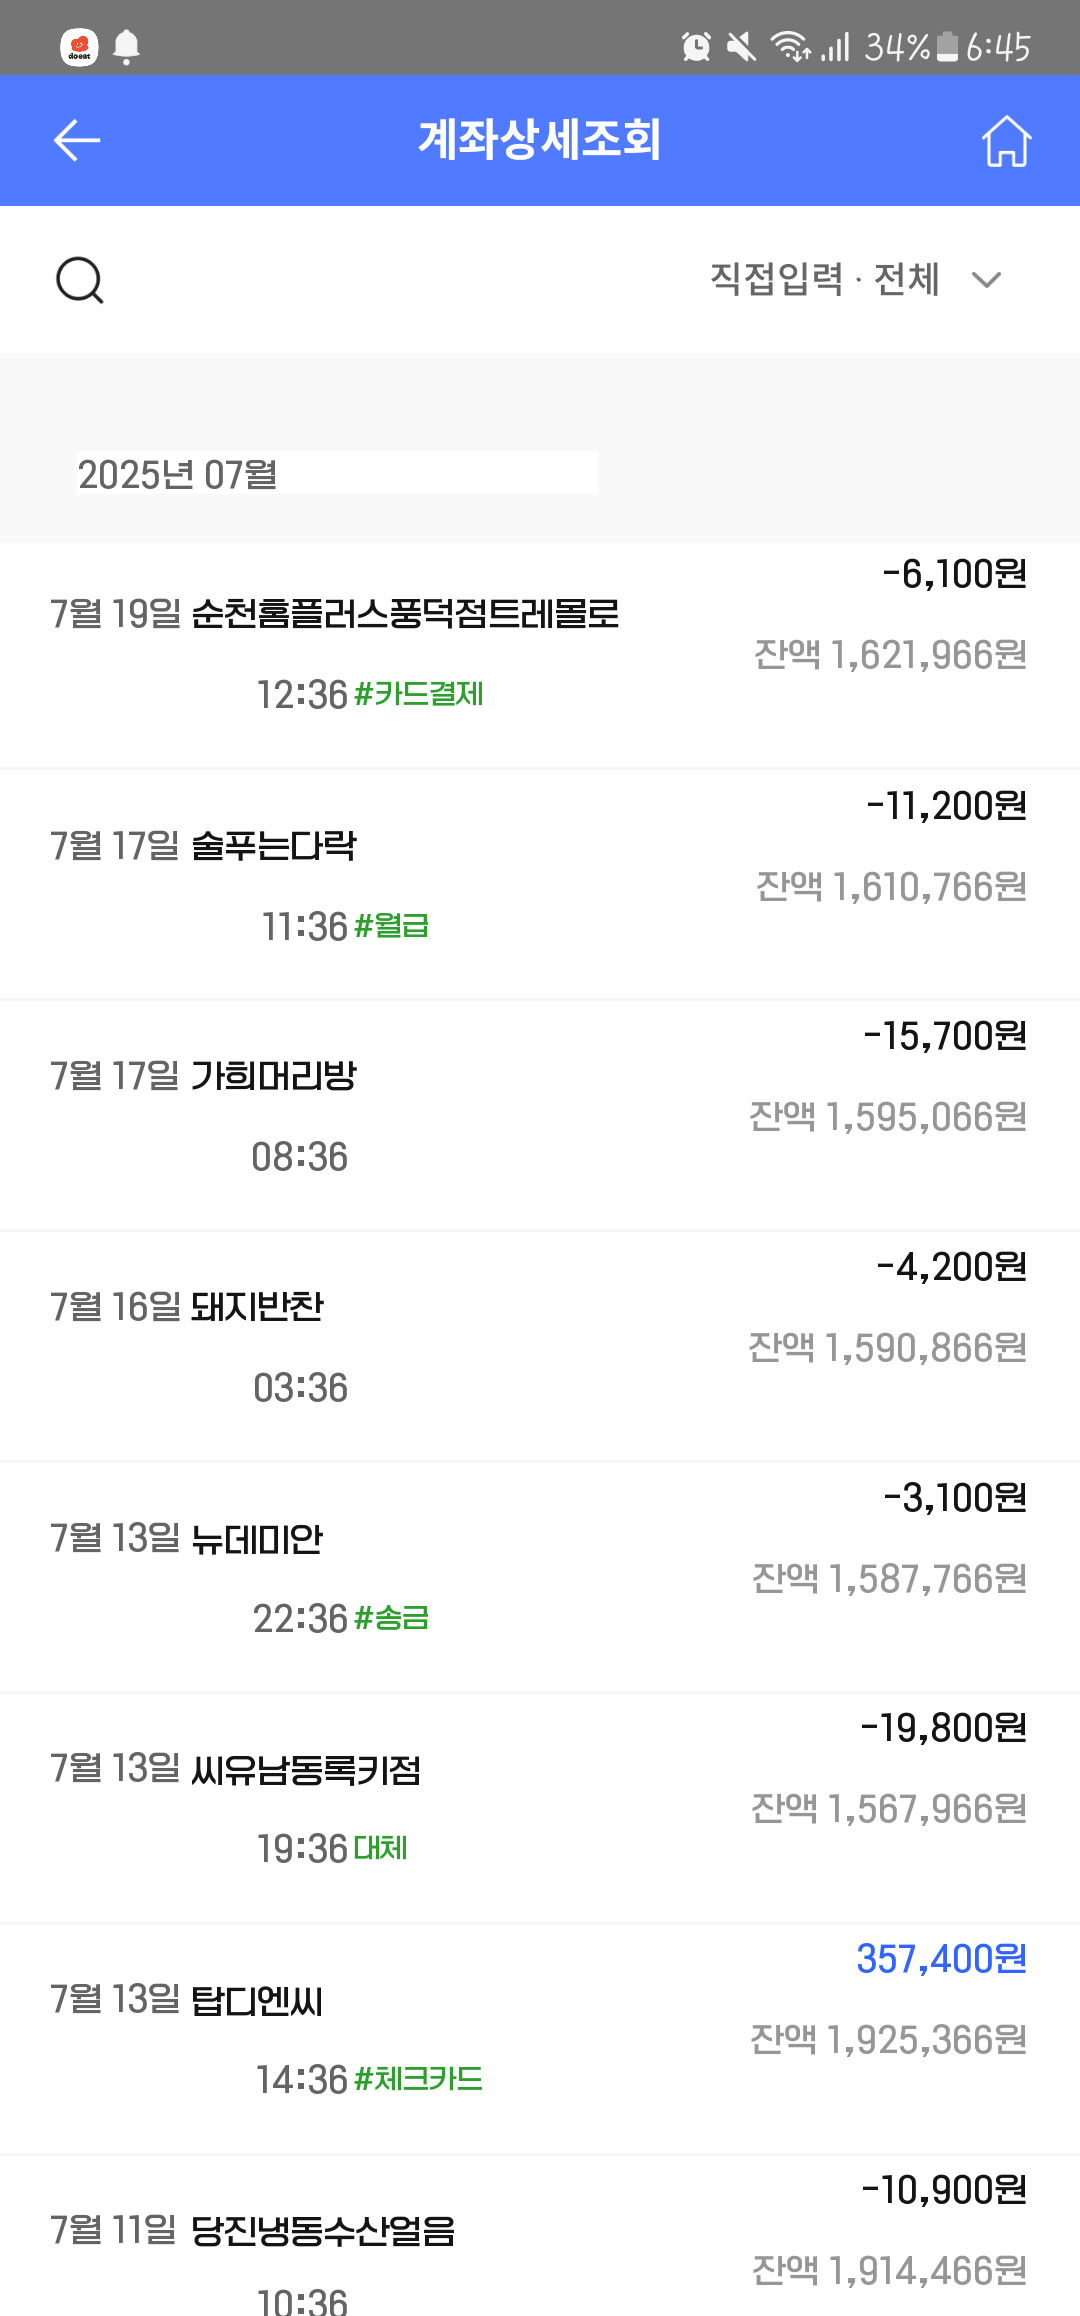 doeat
34% 6:45
계좌상세조회
직접입력 · 전체
2025년 07월
-6,100원
7월 19일 순천홈플러스풍덕점트레몰로
잔액 1,621,966원
12:36 #카드결제
-11,200원
7월 17일 술푸는다락
잔액 1,610,766원
11:36 #월급
-15,700원
7월 17일 가희머리방
잔액 1,595,066원
08:36
-4,200원
7월 16일 돼지반찬
잔액 1,590,866원
03:36
-3,100원
7월 13일 뉴데미안
잔액 1,587,766원
22:36 #송금
-19,800원
7월 13일 씨유남동록키점
잔액 1,567,966원
19:36 대체
357,400원
7월 13일 탑디엔씨
잔액 1,925,366원
14:36 #체크카드
-10,900원
7월 11일 당진냉동수산얼음
잔액 1,914,466원
10:36